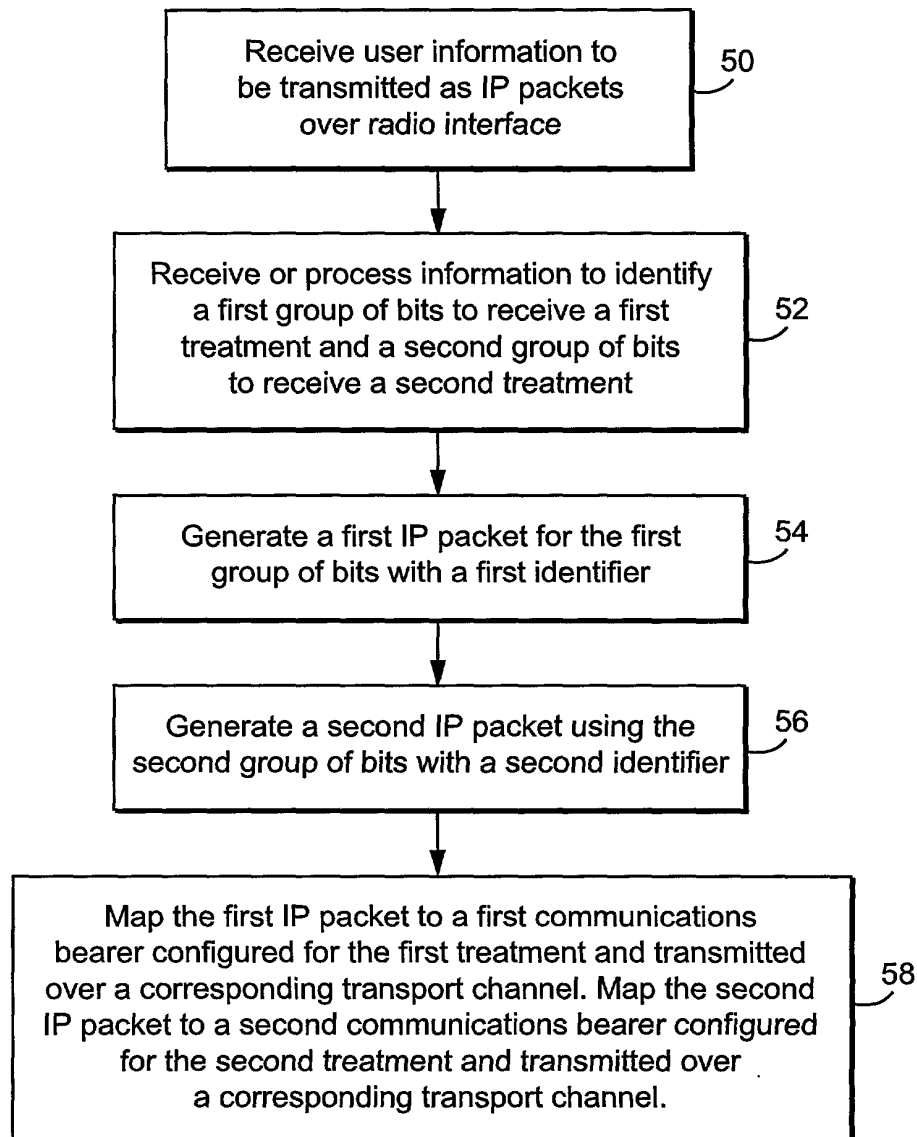 Receive user information to
be transmitted as IP packets
over radio interface
50
Receive or process information to identify
a first group of bits to receive a first
treatment and a second group of bits
to receive a second treatment
52
Generate a first IP packet for the first
group of bits with a first identifier
54
Generate a second IP packet using the
second group of bits with a second identifier
56
Map the first IP packet to a first communications
bearer configured for the first treatment and transmitted
over a corresponding transport channel. Map the second
IP packet to a second communications bearer configured
for the second treatment and transmitted over
a corresponding transport channel.
58